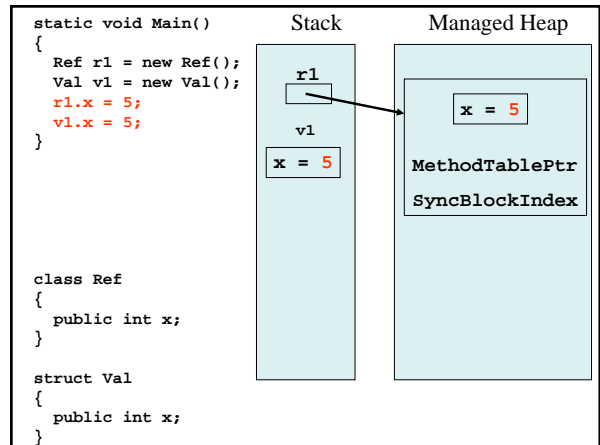 static void Main()
{
  Ref r1 = new Ref();
  Val v1 = new Val();
  r1.x = 5;
  v1.x = 5;
}
class Ref
{
  public int x;
}
struct Val
{
  public int x;
}
Stack
r1
v1
x = 5
Managed Heap
x = 5
MethodTablePtr
SyncBlockIndex